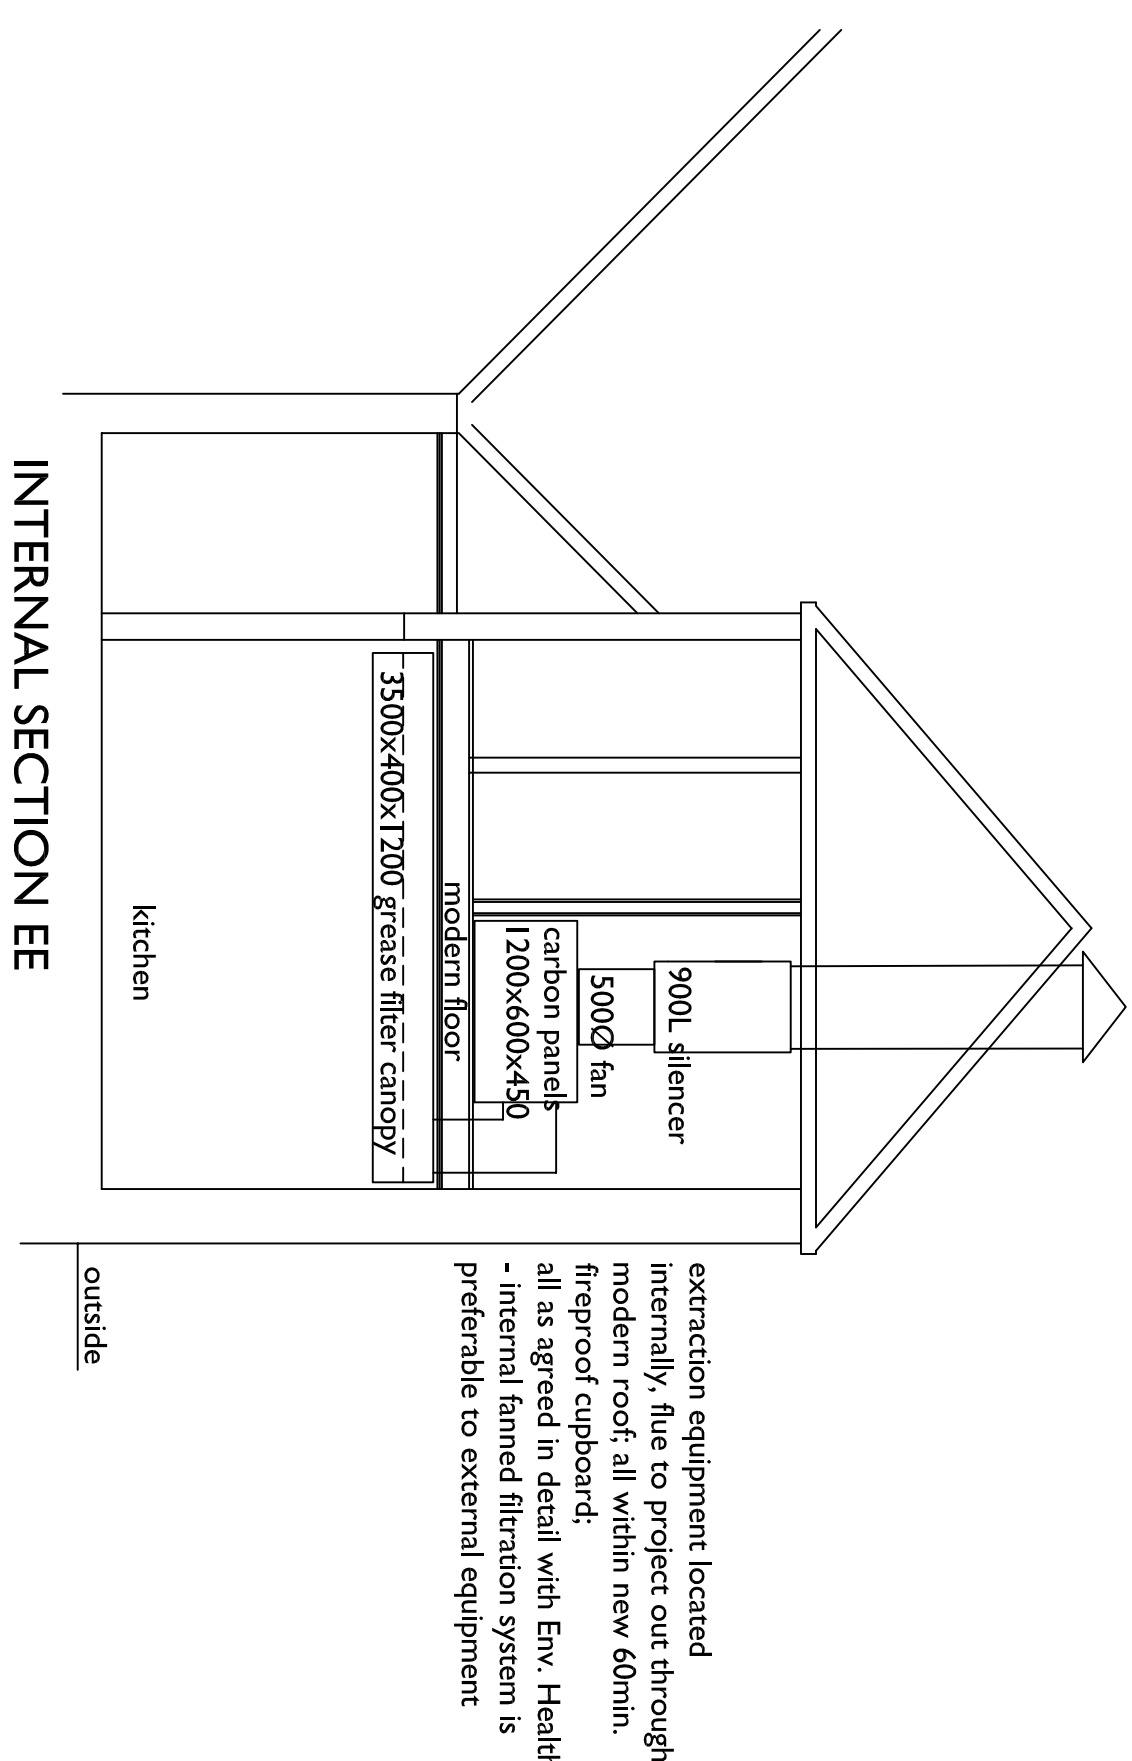 900L silencer
500Ø fan
carbon panels
1200x600x450
modern floor
3500x400x1200 grease filter canopy
kitchen
outside
extraction equipment located
internally, flue to project out through
modern roof; all within new 60min.
fireproof cupboard;
all as agreed in detail with Env. Healt
- internal fanned filtration system is
preferable to external equipment
INTERNAL SECTION EE